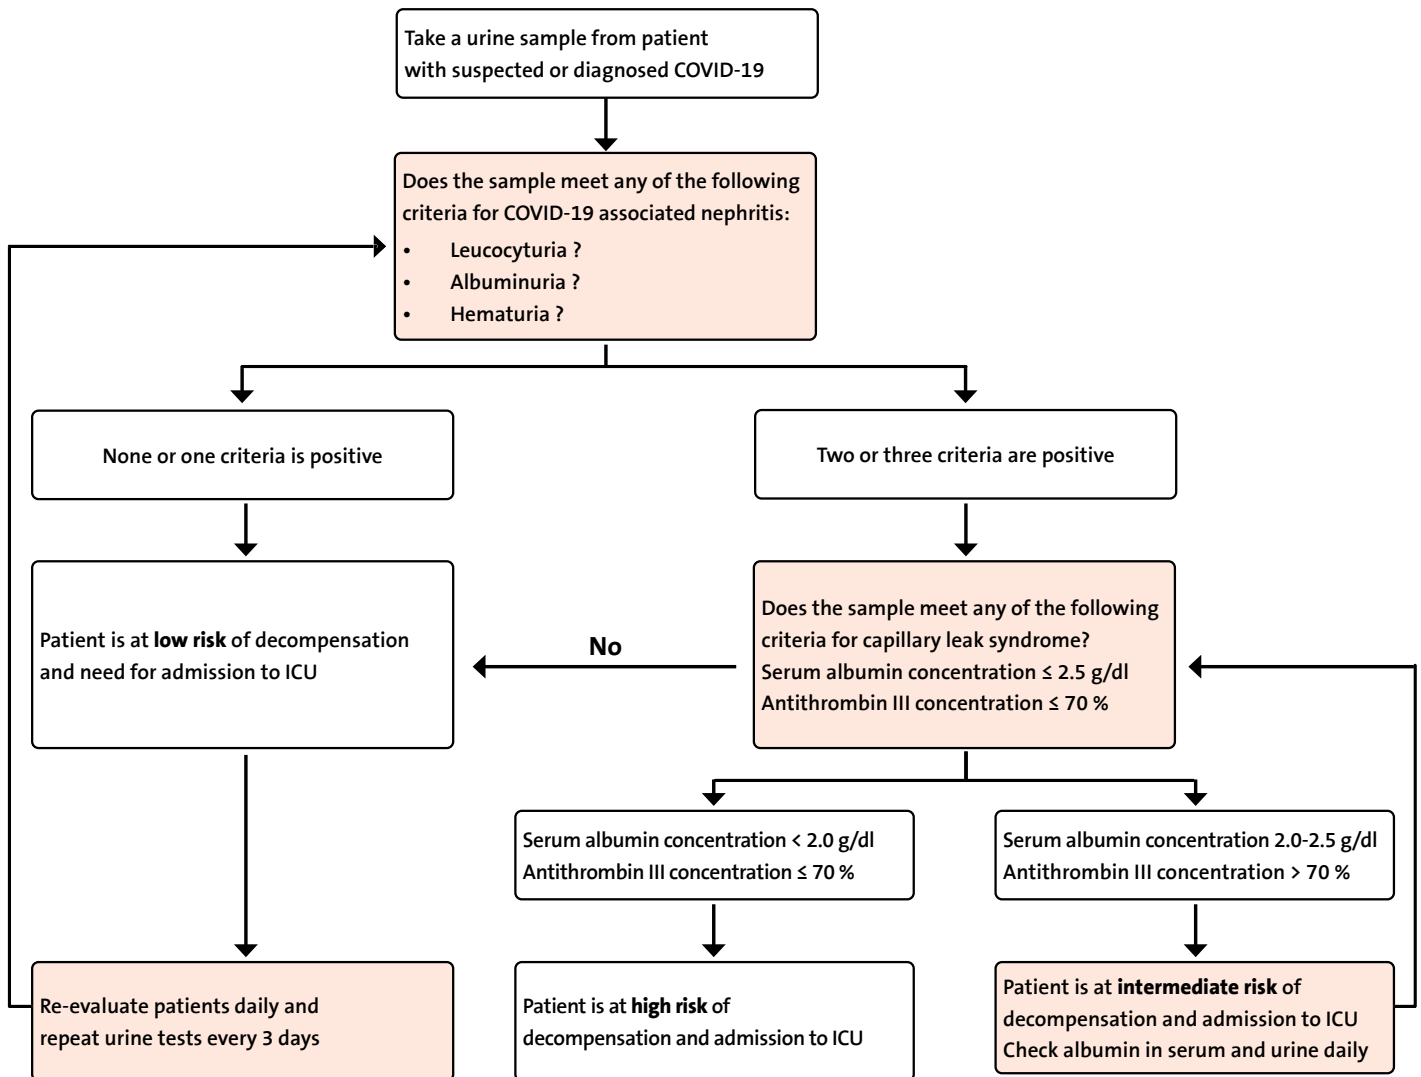 Take a urine sample from patient
with suspected or diagnosed COVID-19
Does the sample meet any of the following
criteria for COVID-19 associated nephritis:
• Leucocyturia ?
• Albuminuria ?
• Hematuria ?
None or one criteria is positive
Two or three criteria are positive
Patient is at low risk of decompensation
and need for admission to ICU
No
Does the sample meet any of the following
criteria for capillary leak syndrome?
Serum albumin concentration ≤ 2.5 g/dl
Antithrombin III concentration ≤ 70 %
Serum albumin concentration < 2.0 g/dl
Antithrombin III concentration ≤ 70 %
Serum albumin concentration 2.0-2.5 g/dl
Antithrombin III concentration > 70 %
Re-evaluate patients daily and
repeat urine tests every 3 days
Patient is at high risk of
decompensation and admission to ICU
Patient is at intermediate risk of
decompensation and admission to ICU
Check albumin in serum and urine daily